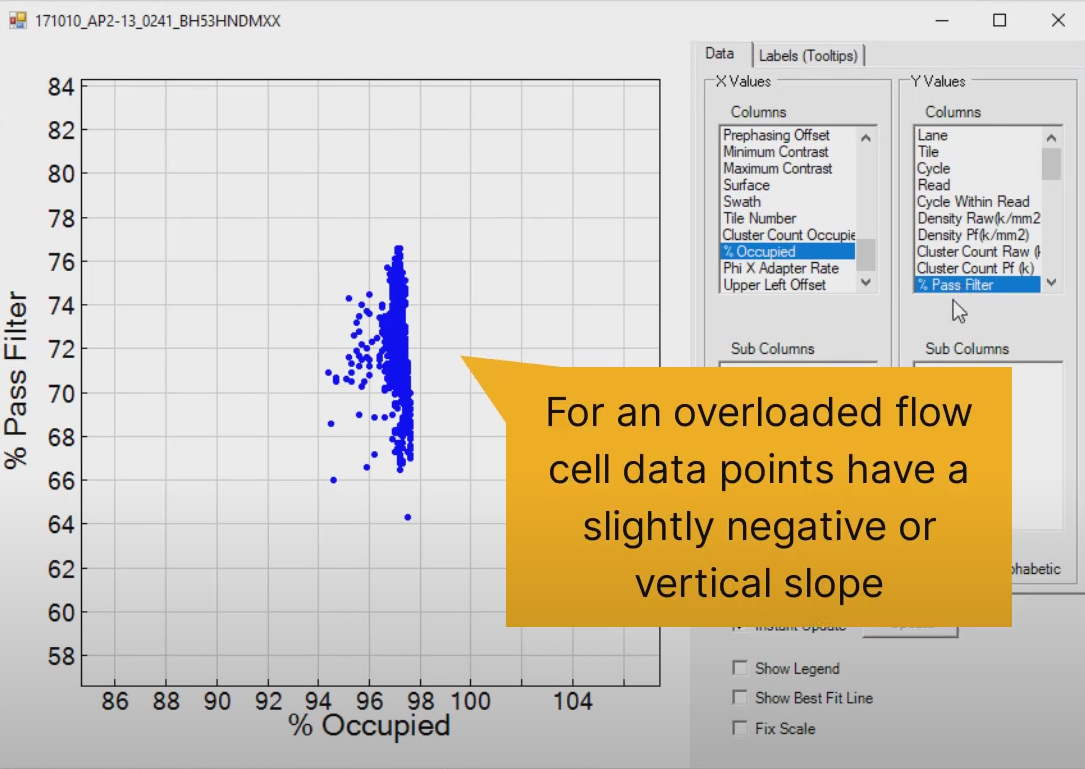 171010_AP2-13_0241_BH53HNDMXX
Data
Labels (Tooltips)
X Values
Columns
Prephasing Offset
Minimum Contrast
Maximum Contrast
Surface
Swath
Tile Number
Cluster Count Occupie
% Occupied
Phi X Adapter Rate
Upper Left Offset
Sub Columns
Y Values
Columns
Lane
Tile
Cycle
Read
Cycle Within Read
Density Raw(k/mm2
Density Pf(k/mm2)
Cluster Count Raw (k
Cluster Count Pf (k)
% Pass Filter
Sub Columns
phabetic
84
82
80
78
76
74
72
70
68
66
64
62
60
58
% Pass Filter
86 88 90 92 94 96 98 100 104
% Occupied
For an overloaded flow
cell data points have a
slightly negative or
vertical slope
Instant Update
Show Legend
Show Best Fit Line
Fix Scale